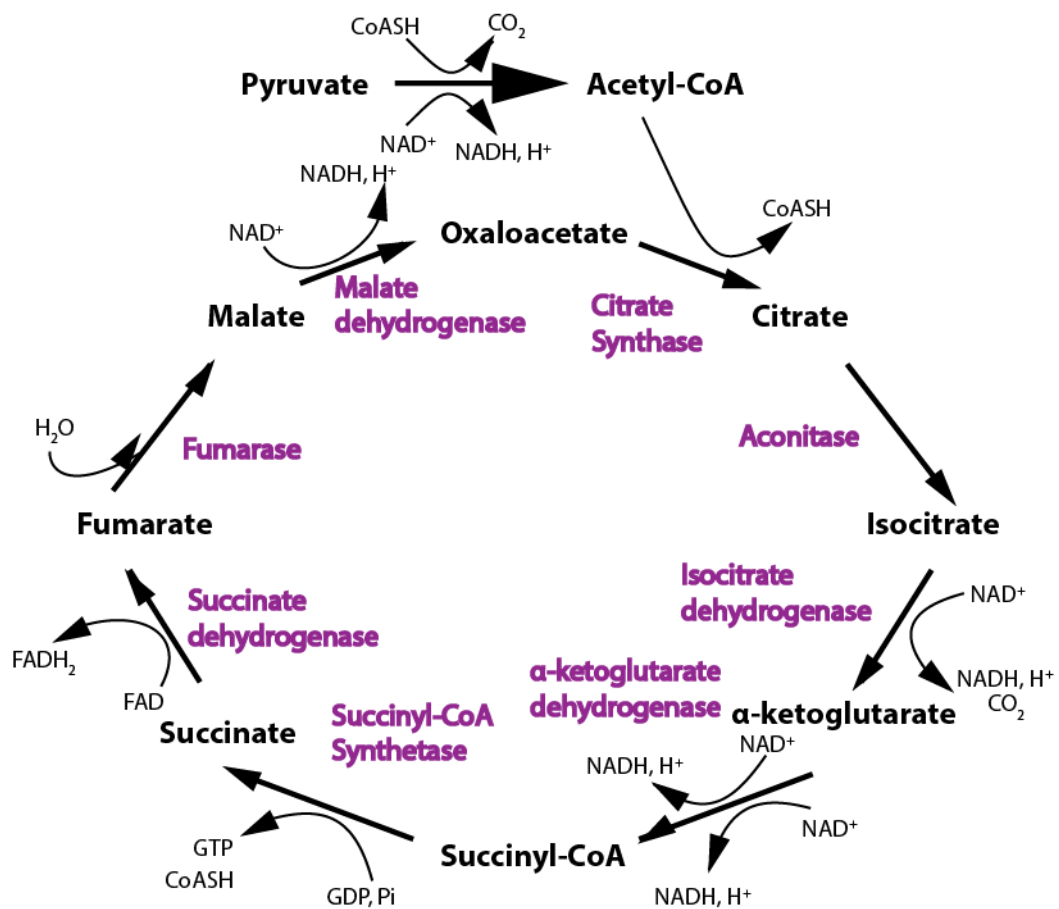 CoASH
CO₂
Pyruvate
Acetyl-CoA
NAD⁺
NADH, H⁺
NADH, H⁺
NAD⁺
CoASH
Oxaloacetate
Malate
dehydrogenase
Citrate
Synthase
Malate
Citrate
H₂O
Fumarase
Aconitase
Fumarate
Isocitrate
Succinate
dehydrogenase
Isocitrate
dehydrogenase
NAD⁺
FADH₂
FAD
α-ketoglutarate
dehydrogenase
NADH, H⁺
CO₂
Succinate
Succinyl-CoA
Synthetase
α-ketoglutarate
NAD⁺
NADH, H⁺
NAD⁺
GTP
CoASH
GDP, Pi
Succinyl-CoA
NADH, H⁺